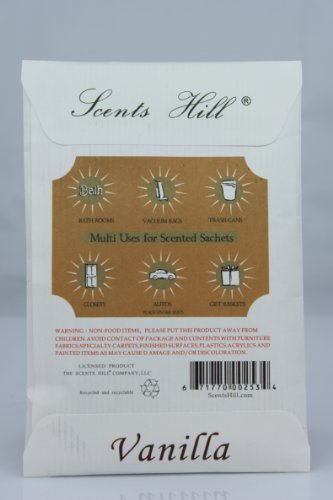 Scents Hill ®
Bath
BATH ROOMS VACUUM BAGS TRASH CANS
Multi Uses for Scented Sachets
CLOSETS AUTOS GIFT BASKETS
PLACE UNDER SEATS
WARNING : NON-FOOD ITEMS, PLEASE PUT THIS PRODUCT AWAY FROM
CHILDREN. AVOID CONTACT OF PACKAGE AND CONTENTS WITH FURNITURE
FABRICS, SPECIALTY CARPETS, FINISHED SURFACES, PLASTICS, ACRYLICS AND
PAINTED ITEMS AS MAY CAUSE D AMAGE AND/OR DISCOLORATION.
LICENSED PRODUCT
THE SCENTS HILL® COMPANY, LLC
Recycled and recyclable
6 71770 00253 4
ScentsHill.com
Vanilla